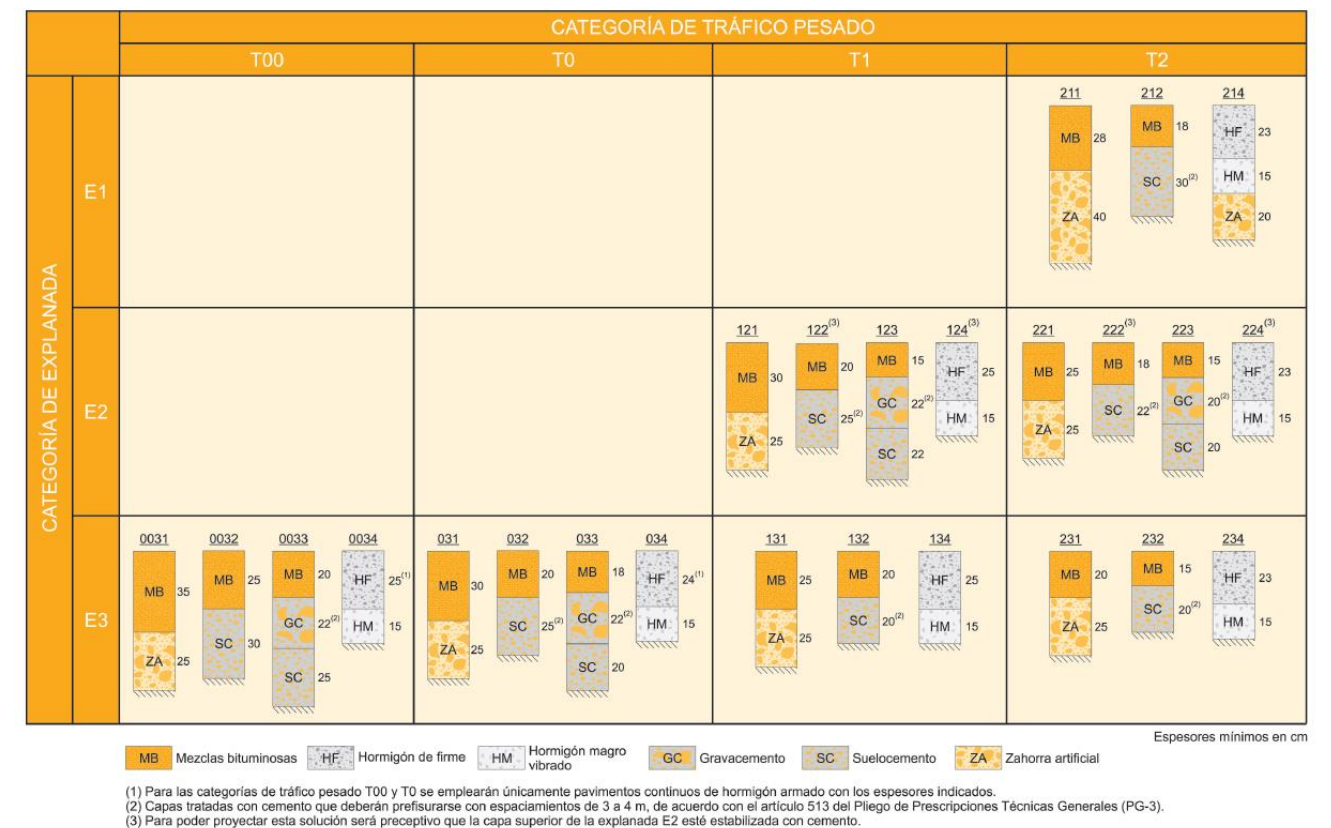 CATEGORÍA DE TRÁFICO PESADO
T00 T0 T1 T2
CATEGORÍA DE EXPLANADA
E1
211 212 214
MB 28
ZA 40
MB 18
SC 30(2)
HF 23
HM 15
ZA 20
E2
121 122(3) 123 124(3)
MB 30
ZA 25
MB 20
SC 25(2)
MB 15
GC 22(2)
SC 22
HF 25
HM 15
221 222(3) 223 224(3)
MB 25
ZA 25
MB 18
SC 22(2)
MB 15
GC 20(2)
SC 20
HF 23
HM 15
E3
0031 0032 0033 0034
MB 35
ZA 25
MB 25
SC 30
MB 20
GC 22(2)
SC 25
HF 25(1)
HM 15
031 032 033 034
MB 30
ZA 25
MB 20
SC 25(2)
MB 18
GC 22(2)
SC 20
HF 24(1)
HM 15
131 132 134
MB 25
ZA 25
MB 20
SC 20(2)
HF 25
HM 15
231 232 234
MB 20
ZA 25
MB 15
SC 20(2)
HF 23
HM 15
Espesores mínimos en cm
MB Mezclas bituminosas
HF Hormigón de firme
HM Hormigón magro
vibrado
GC Gravacemento
SC Suelocemento
ZA Zahorra artificial
(1) Para las categorías de tráfico pesado T00 y T0 se emplearán únicamente pavimentos continuos de hormigón armado con los espesores indicados.
(2) Capas tratadas con cemento que deberán prefisurarse con espaciamientos de 3 a 4 m, de acuerdo con el artículo 513 del Pliego de Prescripciones Técnicas Generales (PG-3).
(3) Para poder proyectar esta solución será preceptivo que la capa superior de la explanada E2 esté estabilizada con cemento.